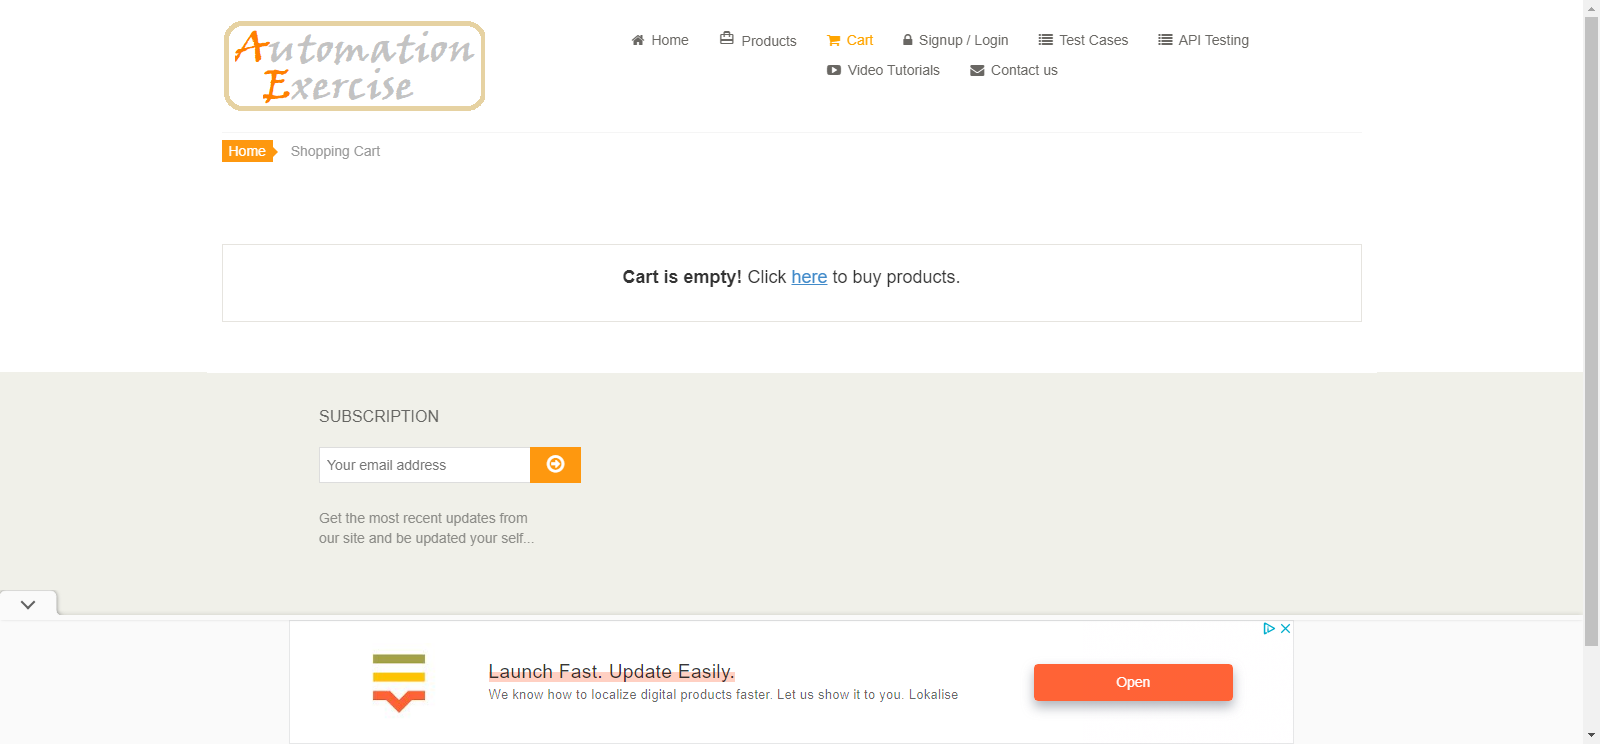 Automation
Exercise
Home
Products
Cart
Signup / Login
Test Cases
API Testing
Video Tutorials
Contact us
Home
Shopping Cart
Cart is empty! Click here to buy products.
SUBSCRIPTION
Your email address
Get the most recent updates from
our site and be updated your self...
Launch Fast. Update Easily.
We know how to localize digital products faster. Let us show it to you. Lokalise
Open